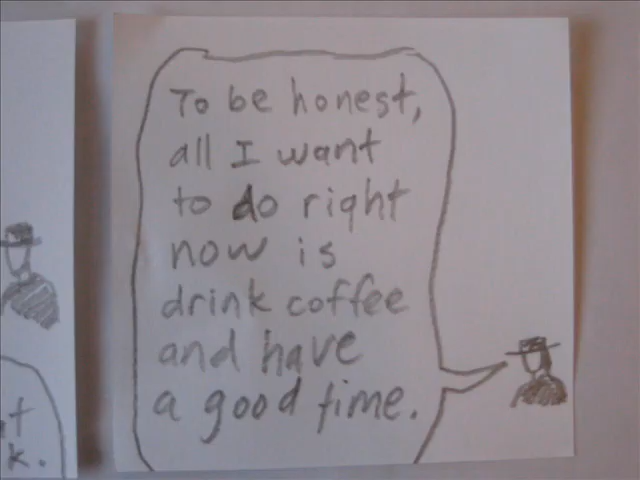 To be honest,
all I want
to do right
now is
drink coffee
and have
a good time.
k.